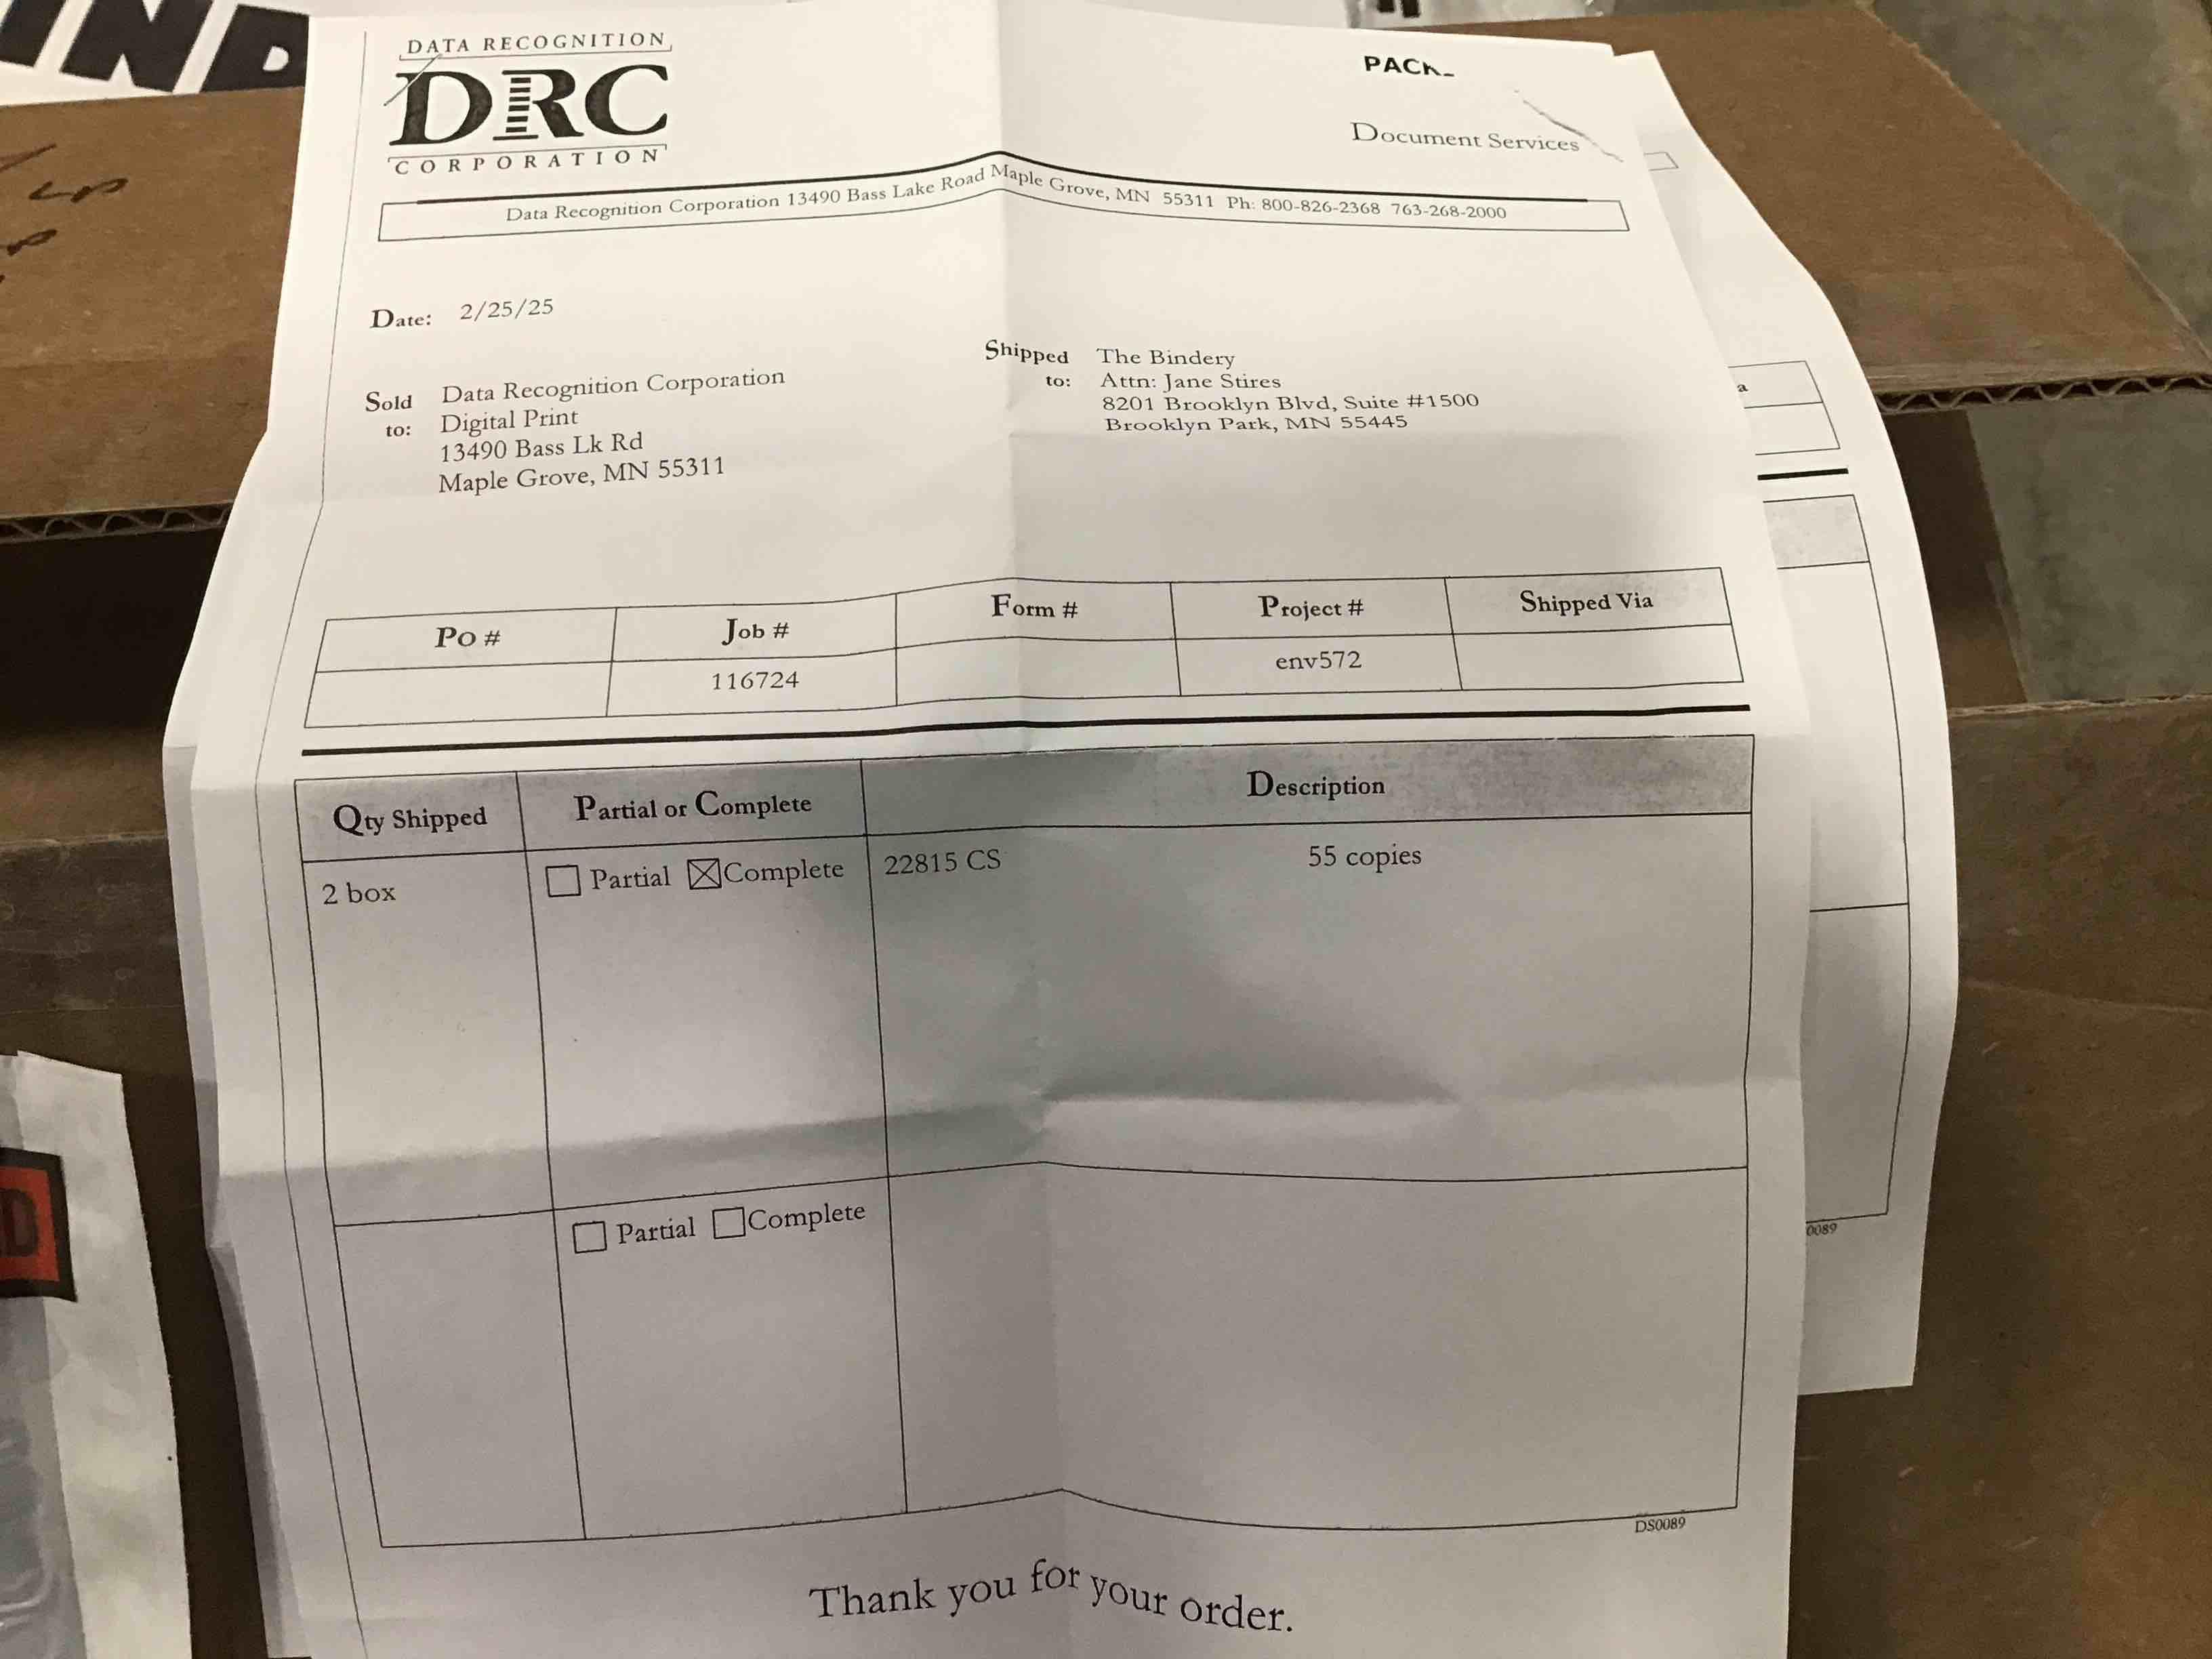 DATA RECOGNITION
DRC
CORPORATION
Document Services
Data Recognition Corporation 13490 Bass Lake Road Maple Grove, MN 55311 Ph: 800-826-2368 763-268-2000
Date: 2/25/25
Sold to: Data Recognition Corporation
Digital Print
13490 Bass Lk Rd
Maple Grove, MN 55311
Shipped to: The Bindery
Attn: Jane Stires
8201 Brooklyn Blvd, Suite #1500
Brooklyn Park, MN 55445
Po # Job # Form # Project # Shipped Via
116724 env572
Qty Shipped Partial or Complete Description
2 box Partial Complete 22815 CS 55 copies
Partial Complete
DS0089
Thank you for your order.
a
0089